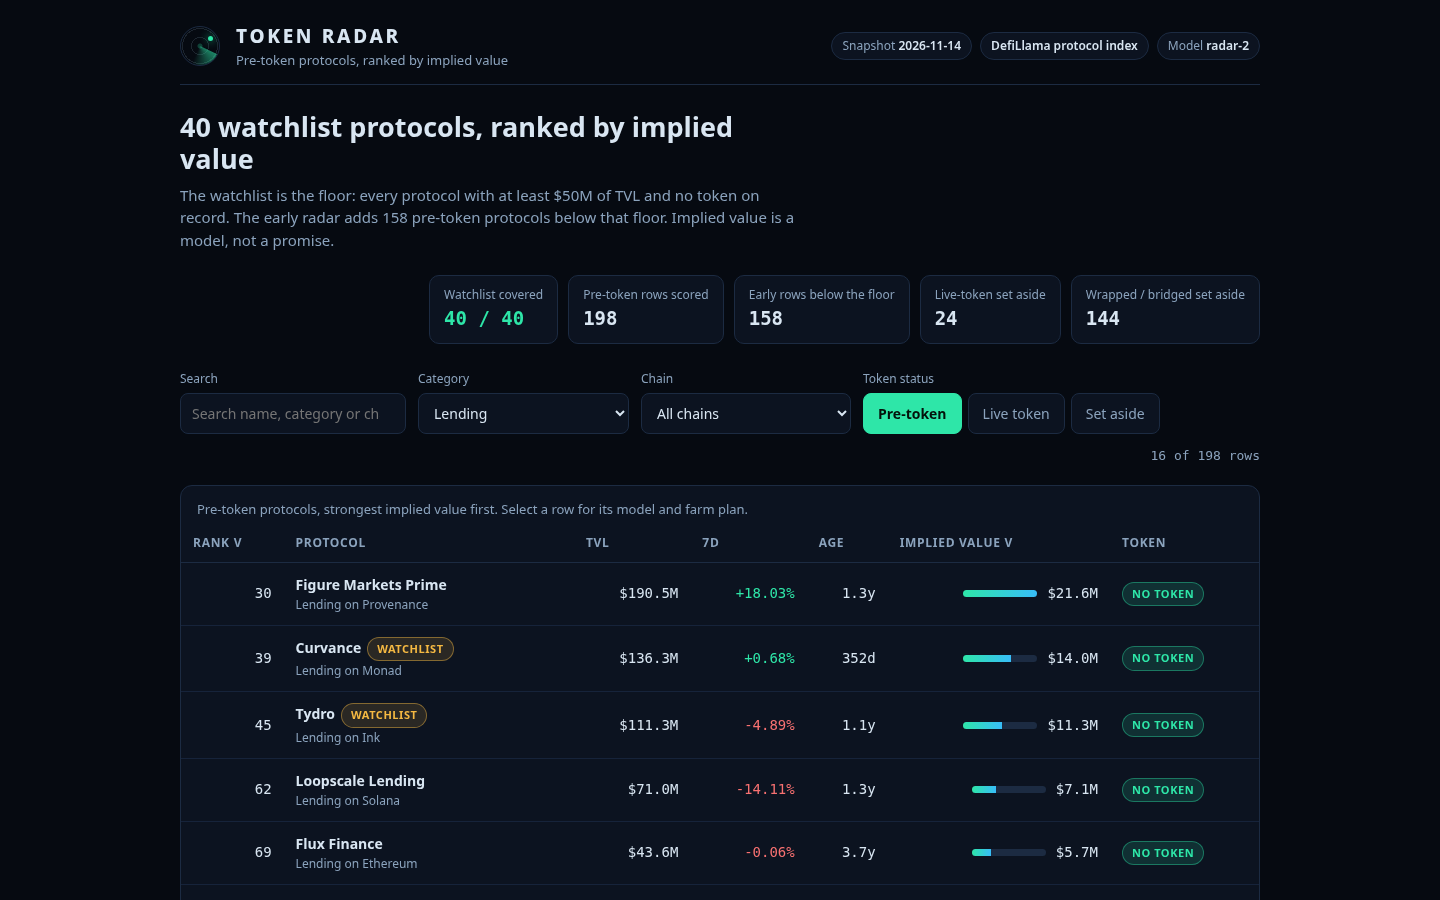 TOKEN RADAR
Pre-token protocols, ranked by implied value
Snapshot 2026-11-14
DefiLlama protocol index
Model radar-2
40 watchlist protocols, ranked by implied
value
The watchlist is the floor: every protocol with at least $50M of TVL and no token on
record. The early radar adds 158 pre-token protocols below that floor. Implied value is a
model, not a promise.
Watchlist covered
40 / 40
Pre-token rows scored
198
Early rows below the floor
158
Live-token set aside
24
Wrapped / bridged set aside
144
Search
Search name, category or ch
Category
Lending
Chain
All chains
Token status
Pre-token
Live token
Set aside
16 of 198 rows
Pre-token protocols, strongest implied value first. Select a row for its model and farm plan.
RANK V PROTOCOL TVL 7D AGE IMPLIED VALUE V TOKEN
30 Figure Markets Prime $190.5M +18.03% 1.3y $21.6M NO TOKEN
Lending on Provenance
39 Curvance WATCHLIST $136.3M +0.68% 352d $14.0M NO TOKEN
Lending on Monad
45 Tydro WATCHLIST $111.3M -4.89% 1.1y $11.3M NO TOKEN
Lending on Ink
62 Loopscale Lending $71.0M -14.11% 1.3y $7.1M NO TOKEN
Lending on Solana
69 Flux Finance $43.6M -0.06% 3.7y $5.7M NO TOKEN
Lending on Ethereum